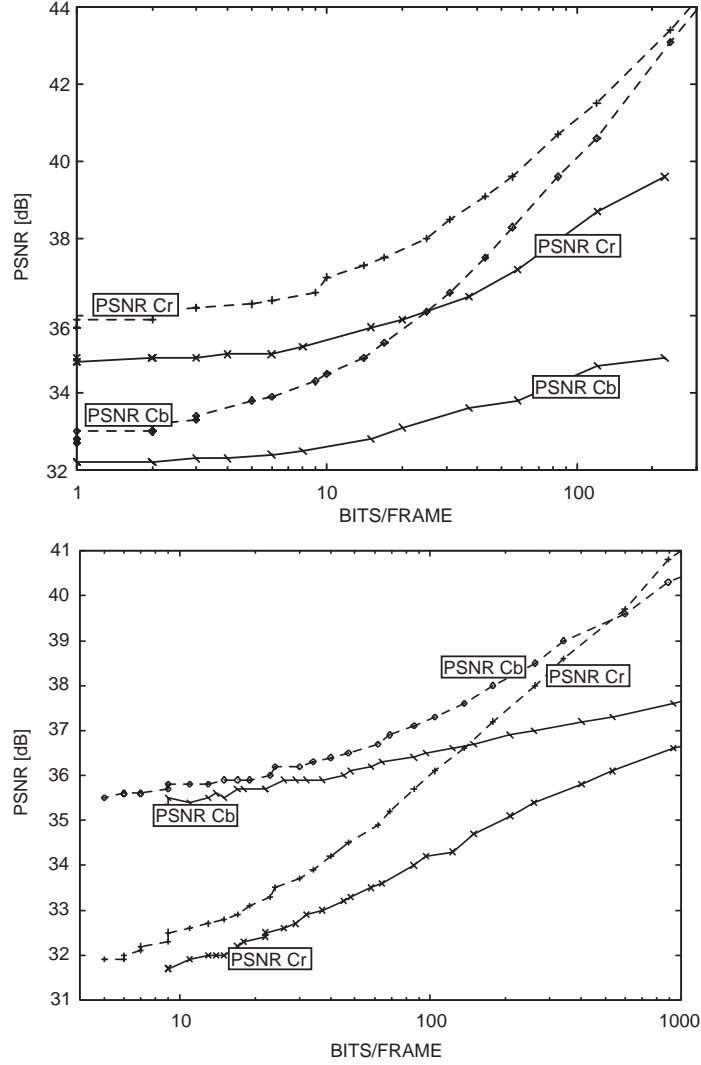 44
42
40
38
36
34
33
32
PSNR [dB]
PSNR Cr
PSNR Cr
PSNR Cb
PSNR Cb
1
10
100
BITS/FRAME
41
40
39
38
37
36
35
34
33
32
31
PSNR [dB]
PSNR Cb
PSNR Cr
PSNR Cb
PSNR Cr
10
100
1000
BITS/FRAME